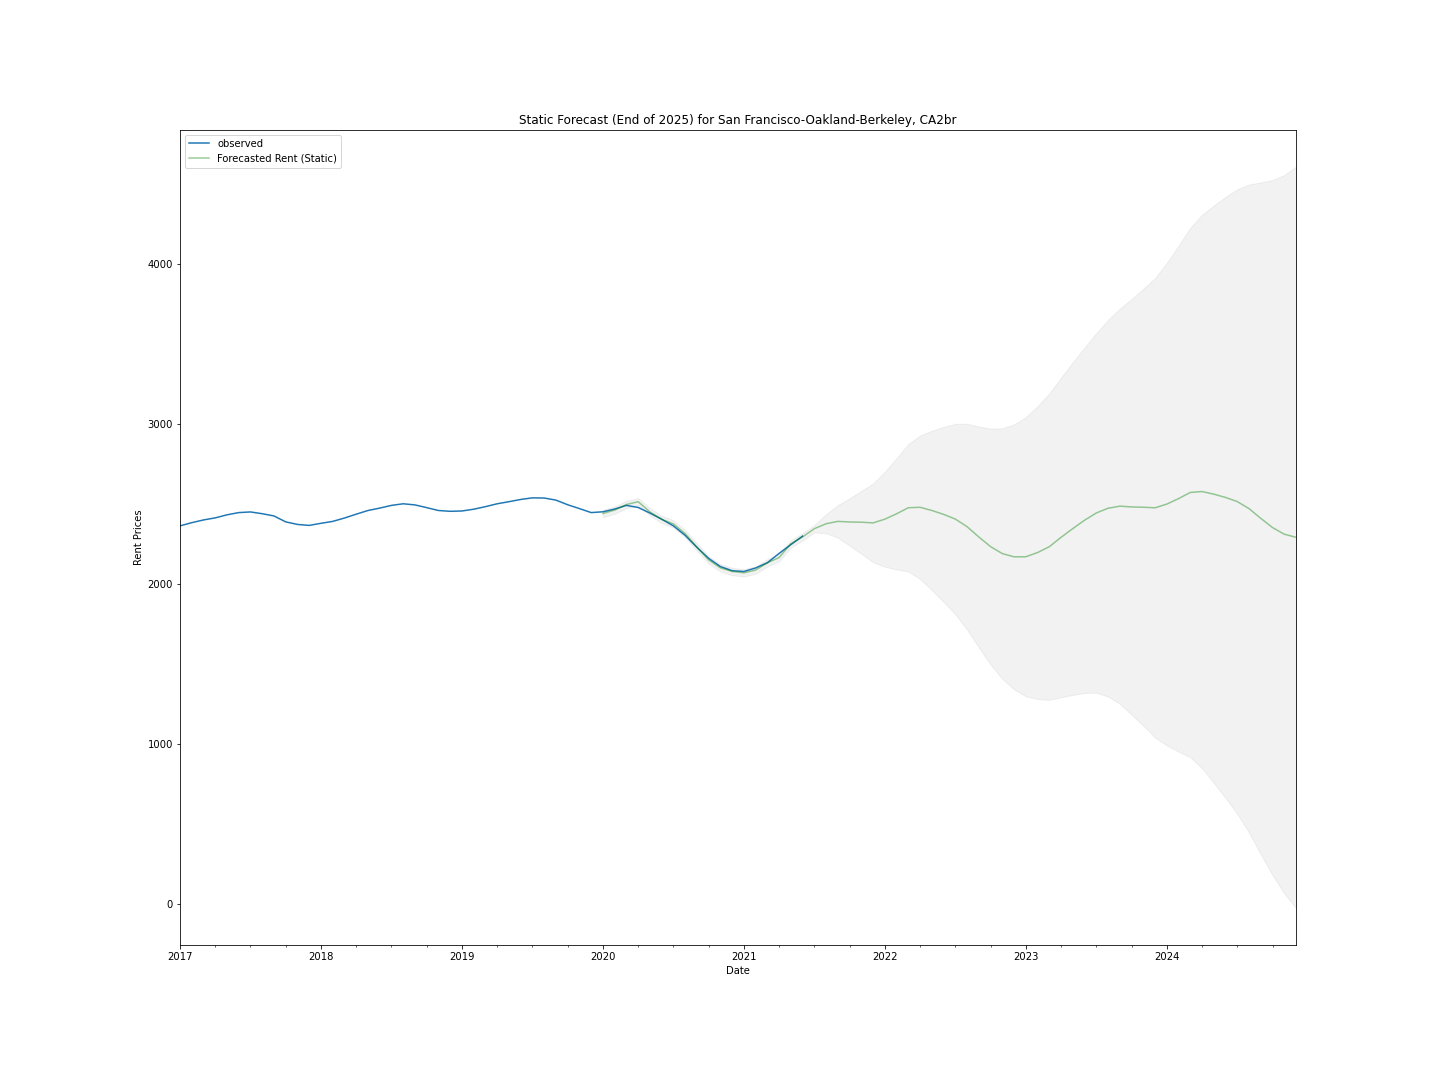 Static Forecast (End of 2025) for San Francisco-Oakland-Berkeley, CA2br
observed
Forecasted Rent (Static)
4000
3000
2000
1000
0
Rent Prices
2017 2018 2019 2020 2021 2022 2023 2024
Date